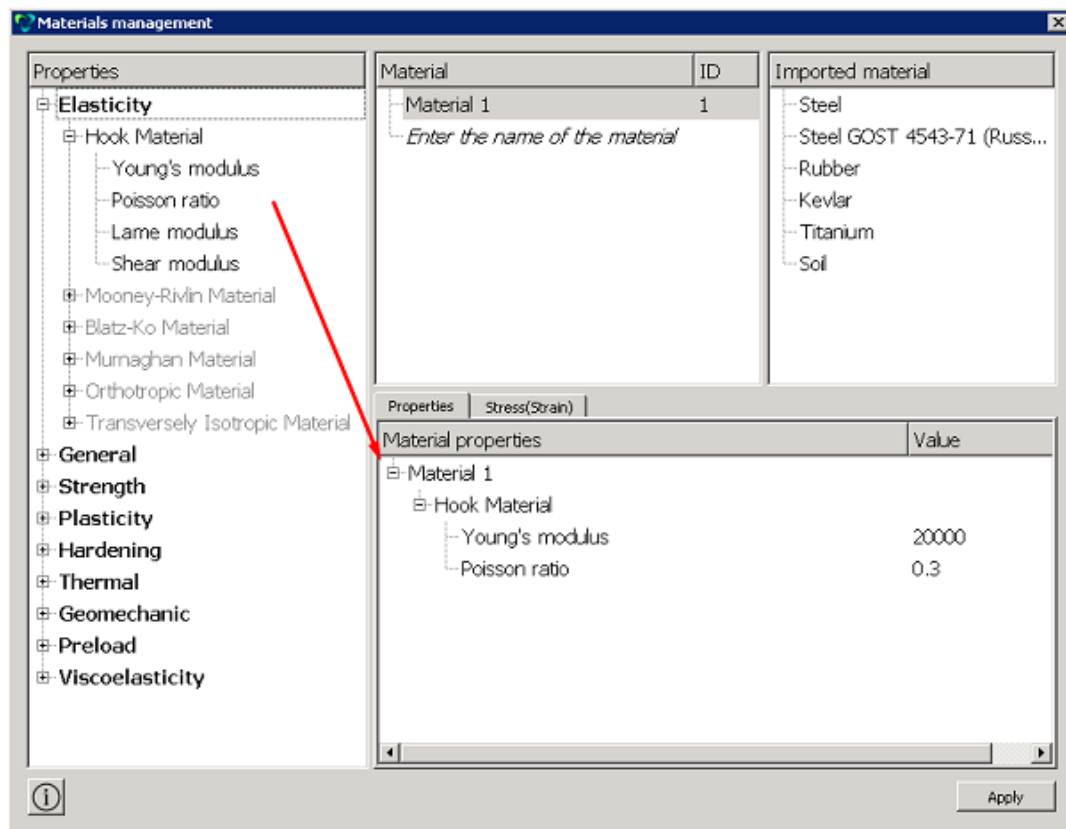 Materials management
Properties
Elasticity
Hook Material
Young's modulus
Poisson ratio
Lame modulus
Shear modulus
Mooney-Rivlin Material
Blatz-Ko Material
Murnaghan Material
Orthotropic Material
Transversely Isotropic Material
General
Strength
Plasticity
Hardening
Thermal
Geomechanic
Preload
Viscoelasticity
Material ID
Material 1 1
Enter the name of the material
Imported material
Steel
Steel GOST 4543-71 (Russ...
Rubber
Kevlar
Titanium
Soil
Properties Stress(Strain)
Material properties Value
Material 1
Hook Material
Young's modulus 20000
Poisson ratio 0.3
Apply